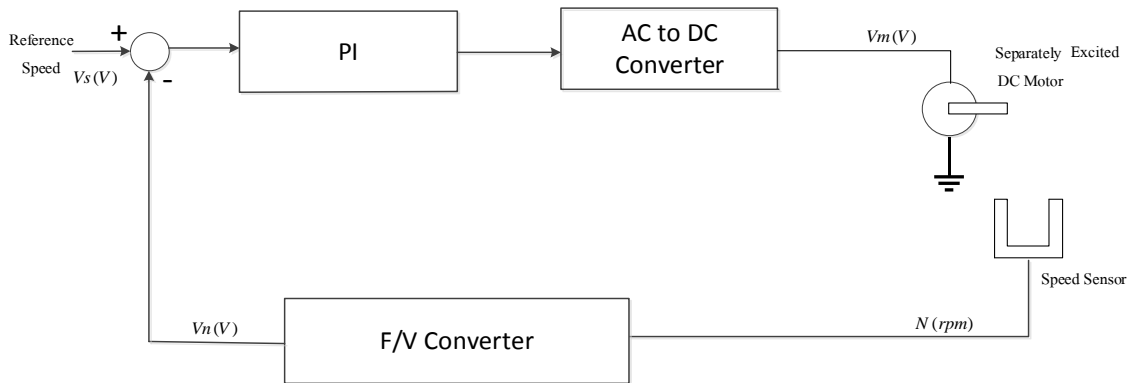 Reference
Speed
Vs(V)
+
-
PI
AC to DC
Converter
Vm(V)
Separately Excited
DC Motor
Speed Sensor
N(rpm)
F/V Converter
Vn(V)